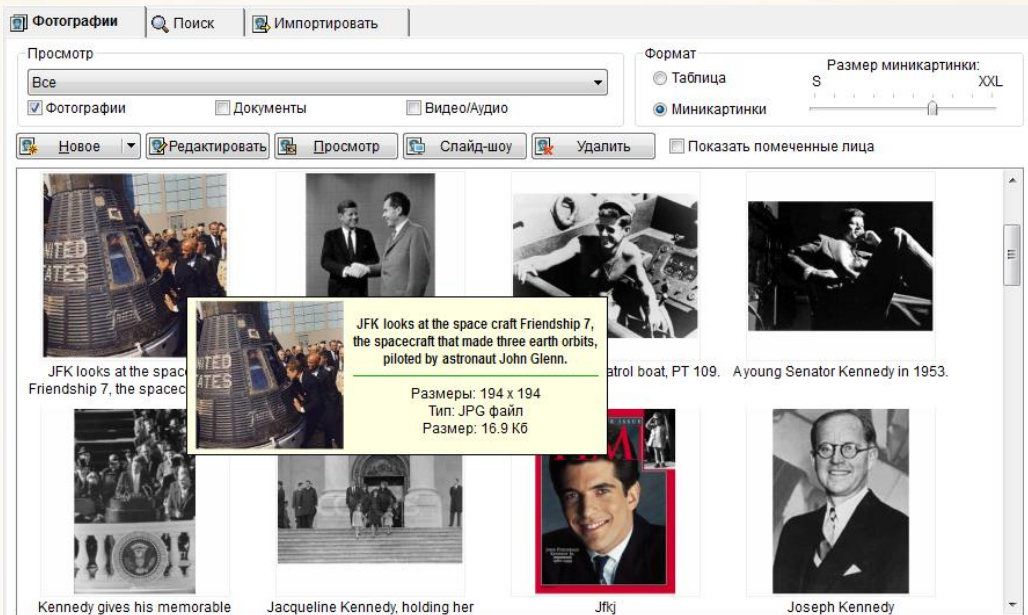 Фотографии
Поиск
Импортировать
Просмотр
Все
Фотографии
Документы
Видео/Аудио
Формат
Таблица
Миникартинки
Размер миникартинки:
S XXL
Новое
Редактировать
Просмотр
Слайд-шоу
Удалить
Показать помеченные лица
UNITED
STATES
JFK looks at the spac
Friendship 7, the spacec
atrol boat, PT 109.
A young Senator Kennedy in 1953.
JFK looks at the space craft Friendship 7,
the spacecraft that made three earth orbits,
piloted by astronaut John Glenn.
Размеры: 194 x 194
Тип: JPG файл
Размер: 16.9 Кб
Kennedy gives his memorable
Jacqueline Kennedy, holding her
Jfkj
Joseph Kennedy